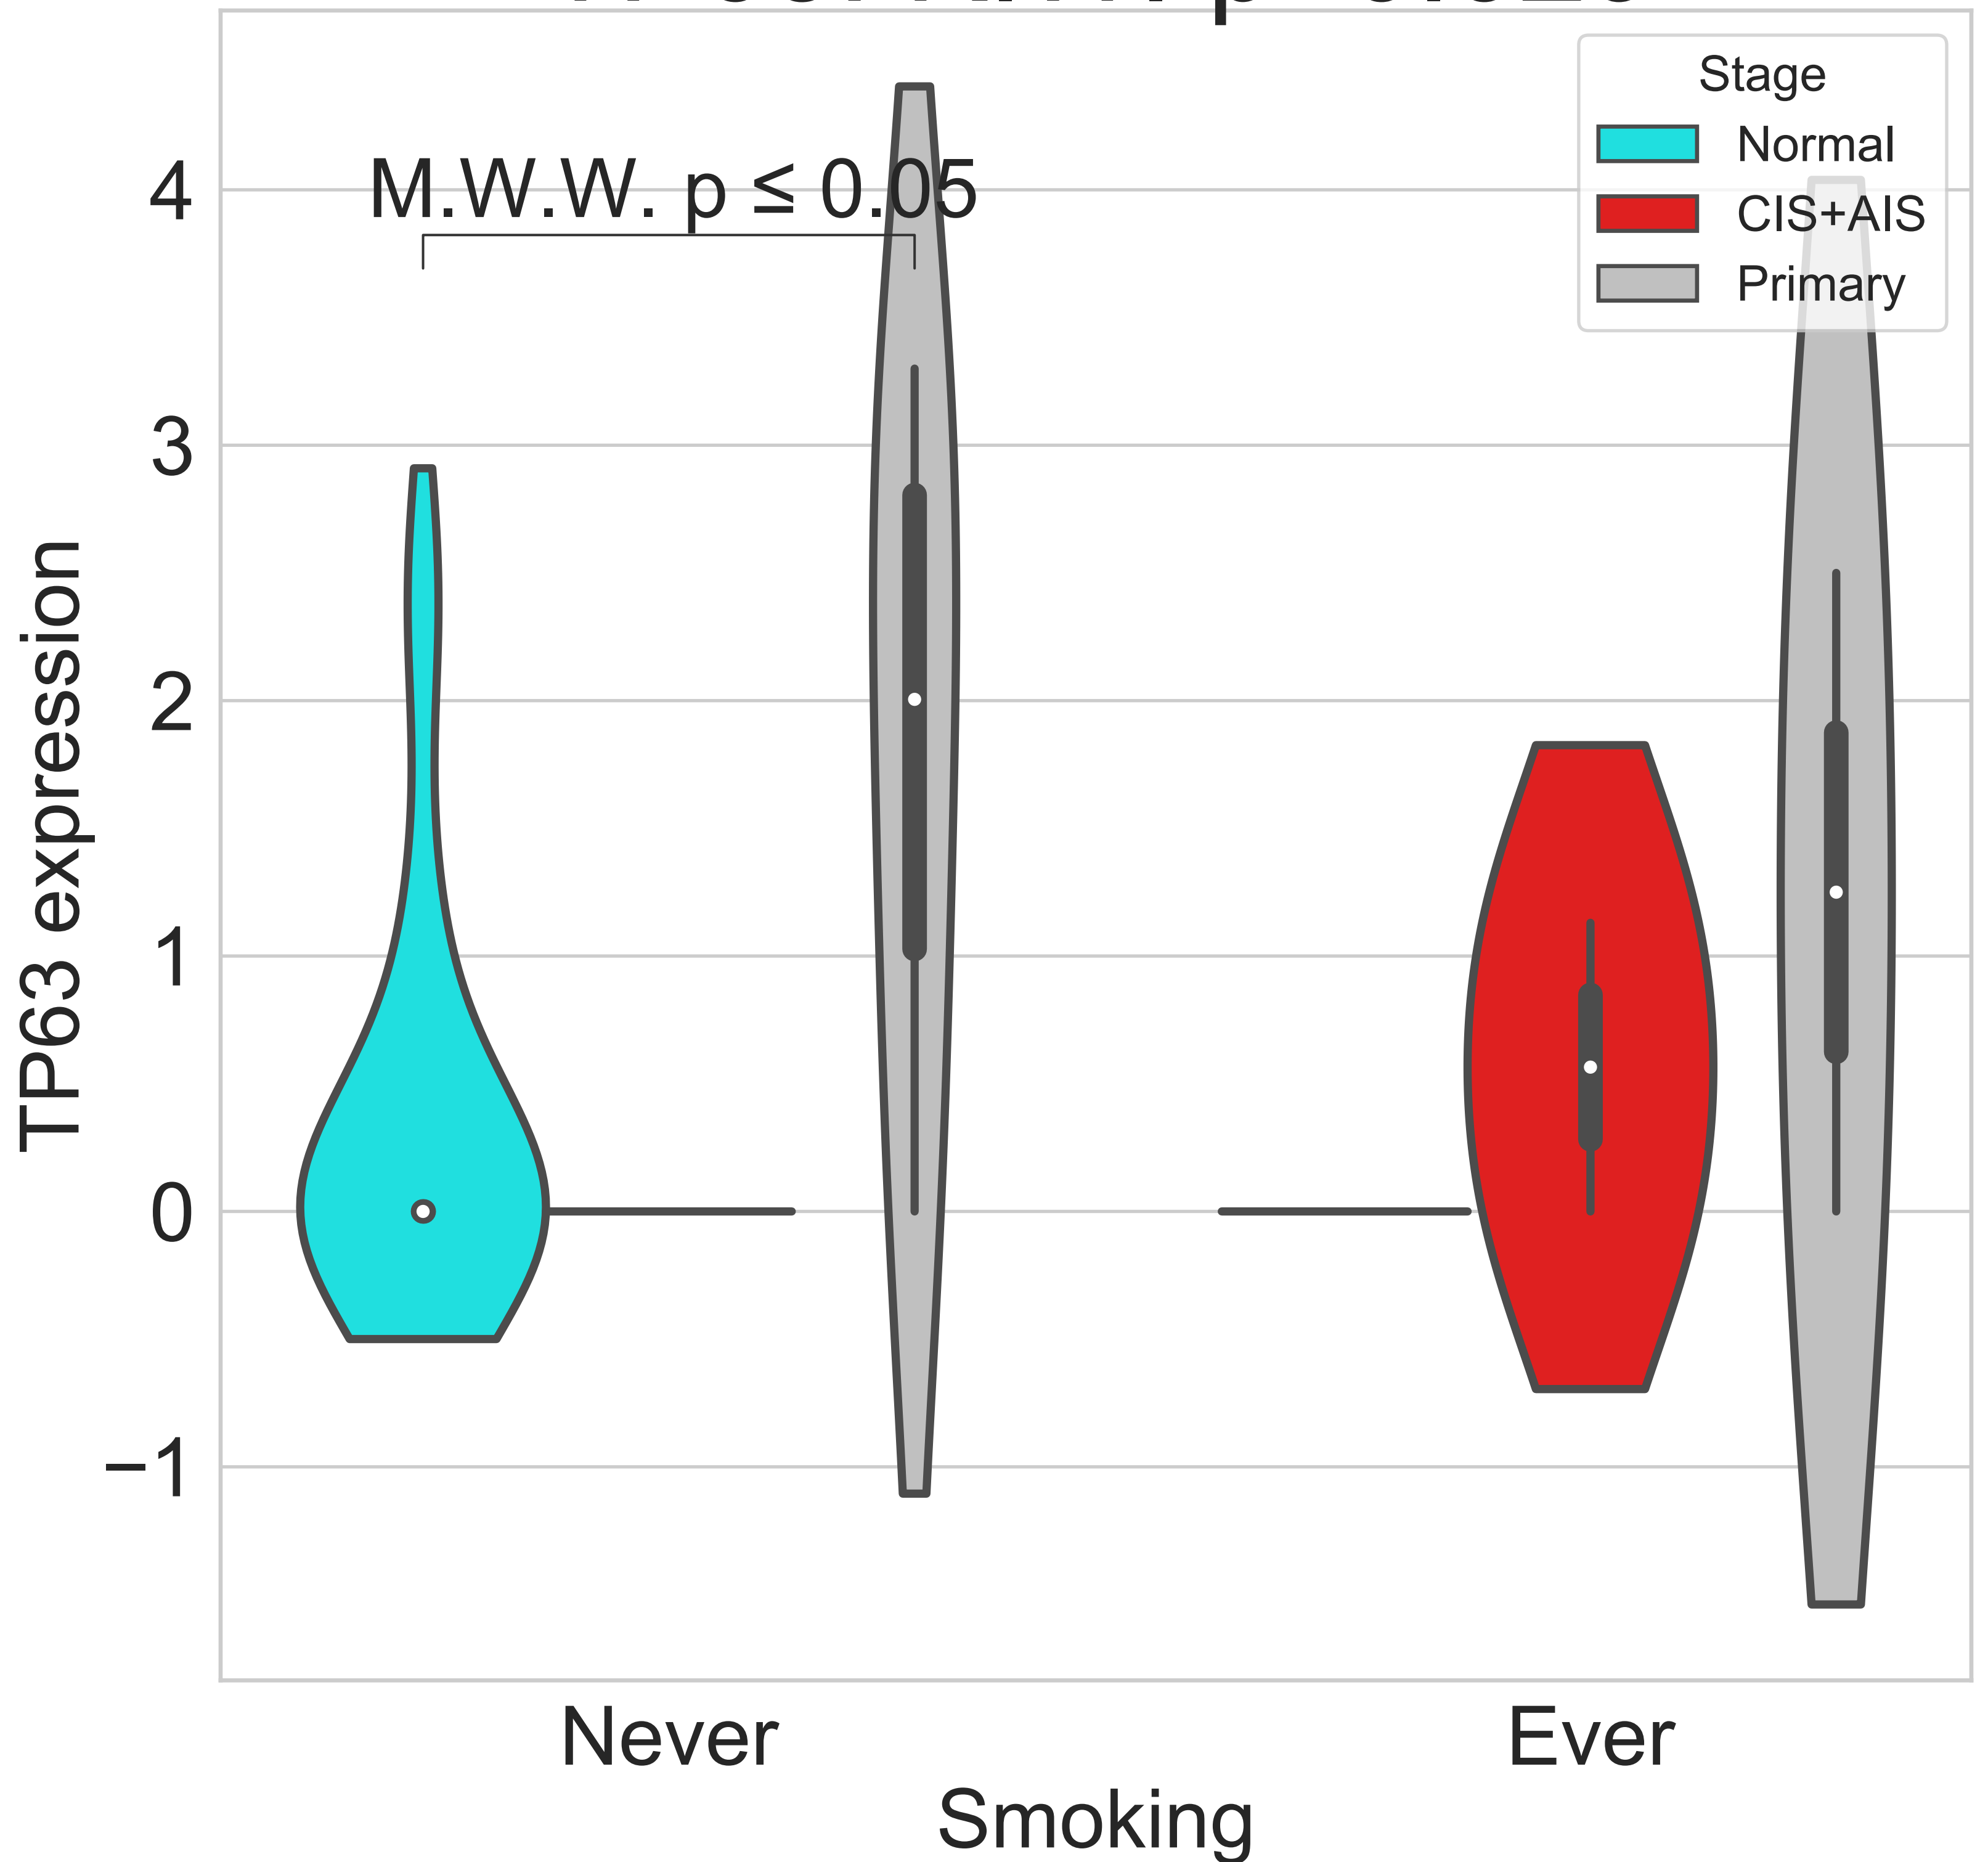 Stage
Normal
CIS+AIS
Primary
M.W.W. p ≤ 0.05
4
3
2
1
0
−1
TP63 expression
Never
Ever
Smoking